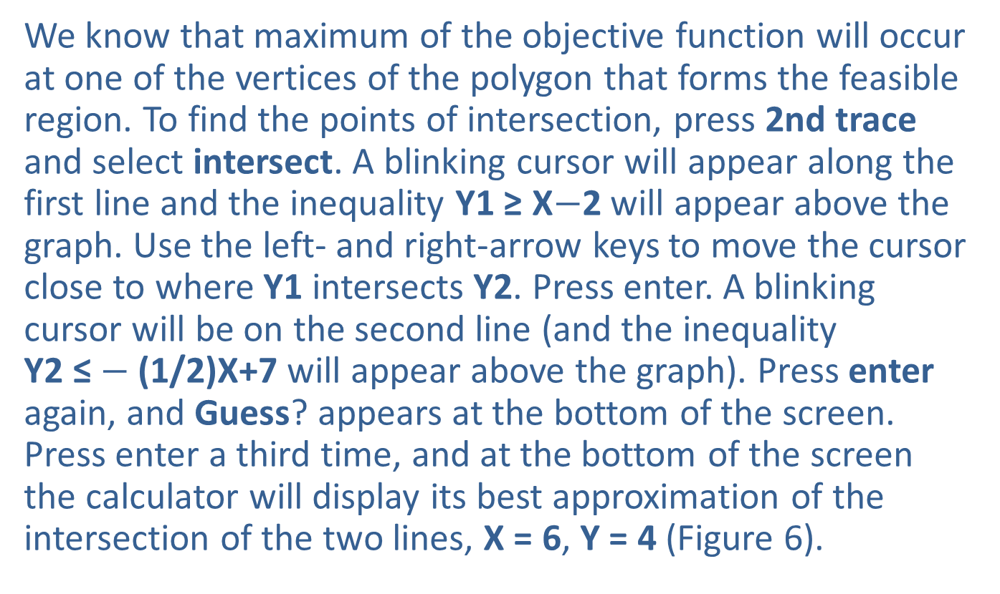 We know that maximum of the objective function will occur
at one of the vertices of the polygon that forms the feasible
region. To find the points of intersection, press 2nd trace
and select intersect. A blinking cursor will appear along the
first line and the inequality Y1 ≥ X−2 will appear above the
graph. Use the left- and right-arrow keys to move the cursor
close to where Y1 intersects Y2. Press enter. A blinking
cursor will be on the second line (and the inequality
Y2 ≤ − (1/2)X+7 will appear above the graph). Press enter
again, and Guess? appears at the bottom of the screen.
Press enter a third time, and at the bottom of the screen
the calculator will display its best approximation of the
intersection of the two lines, X = 6, Y = 4 (Figure 6).